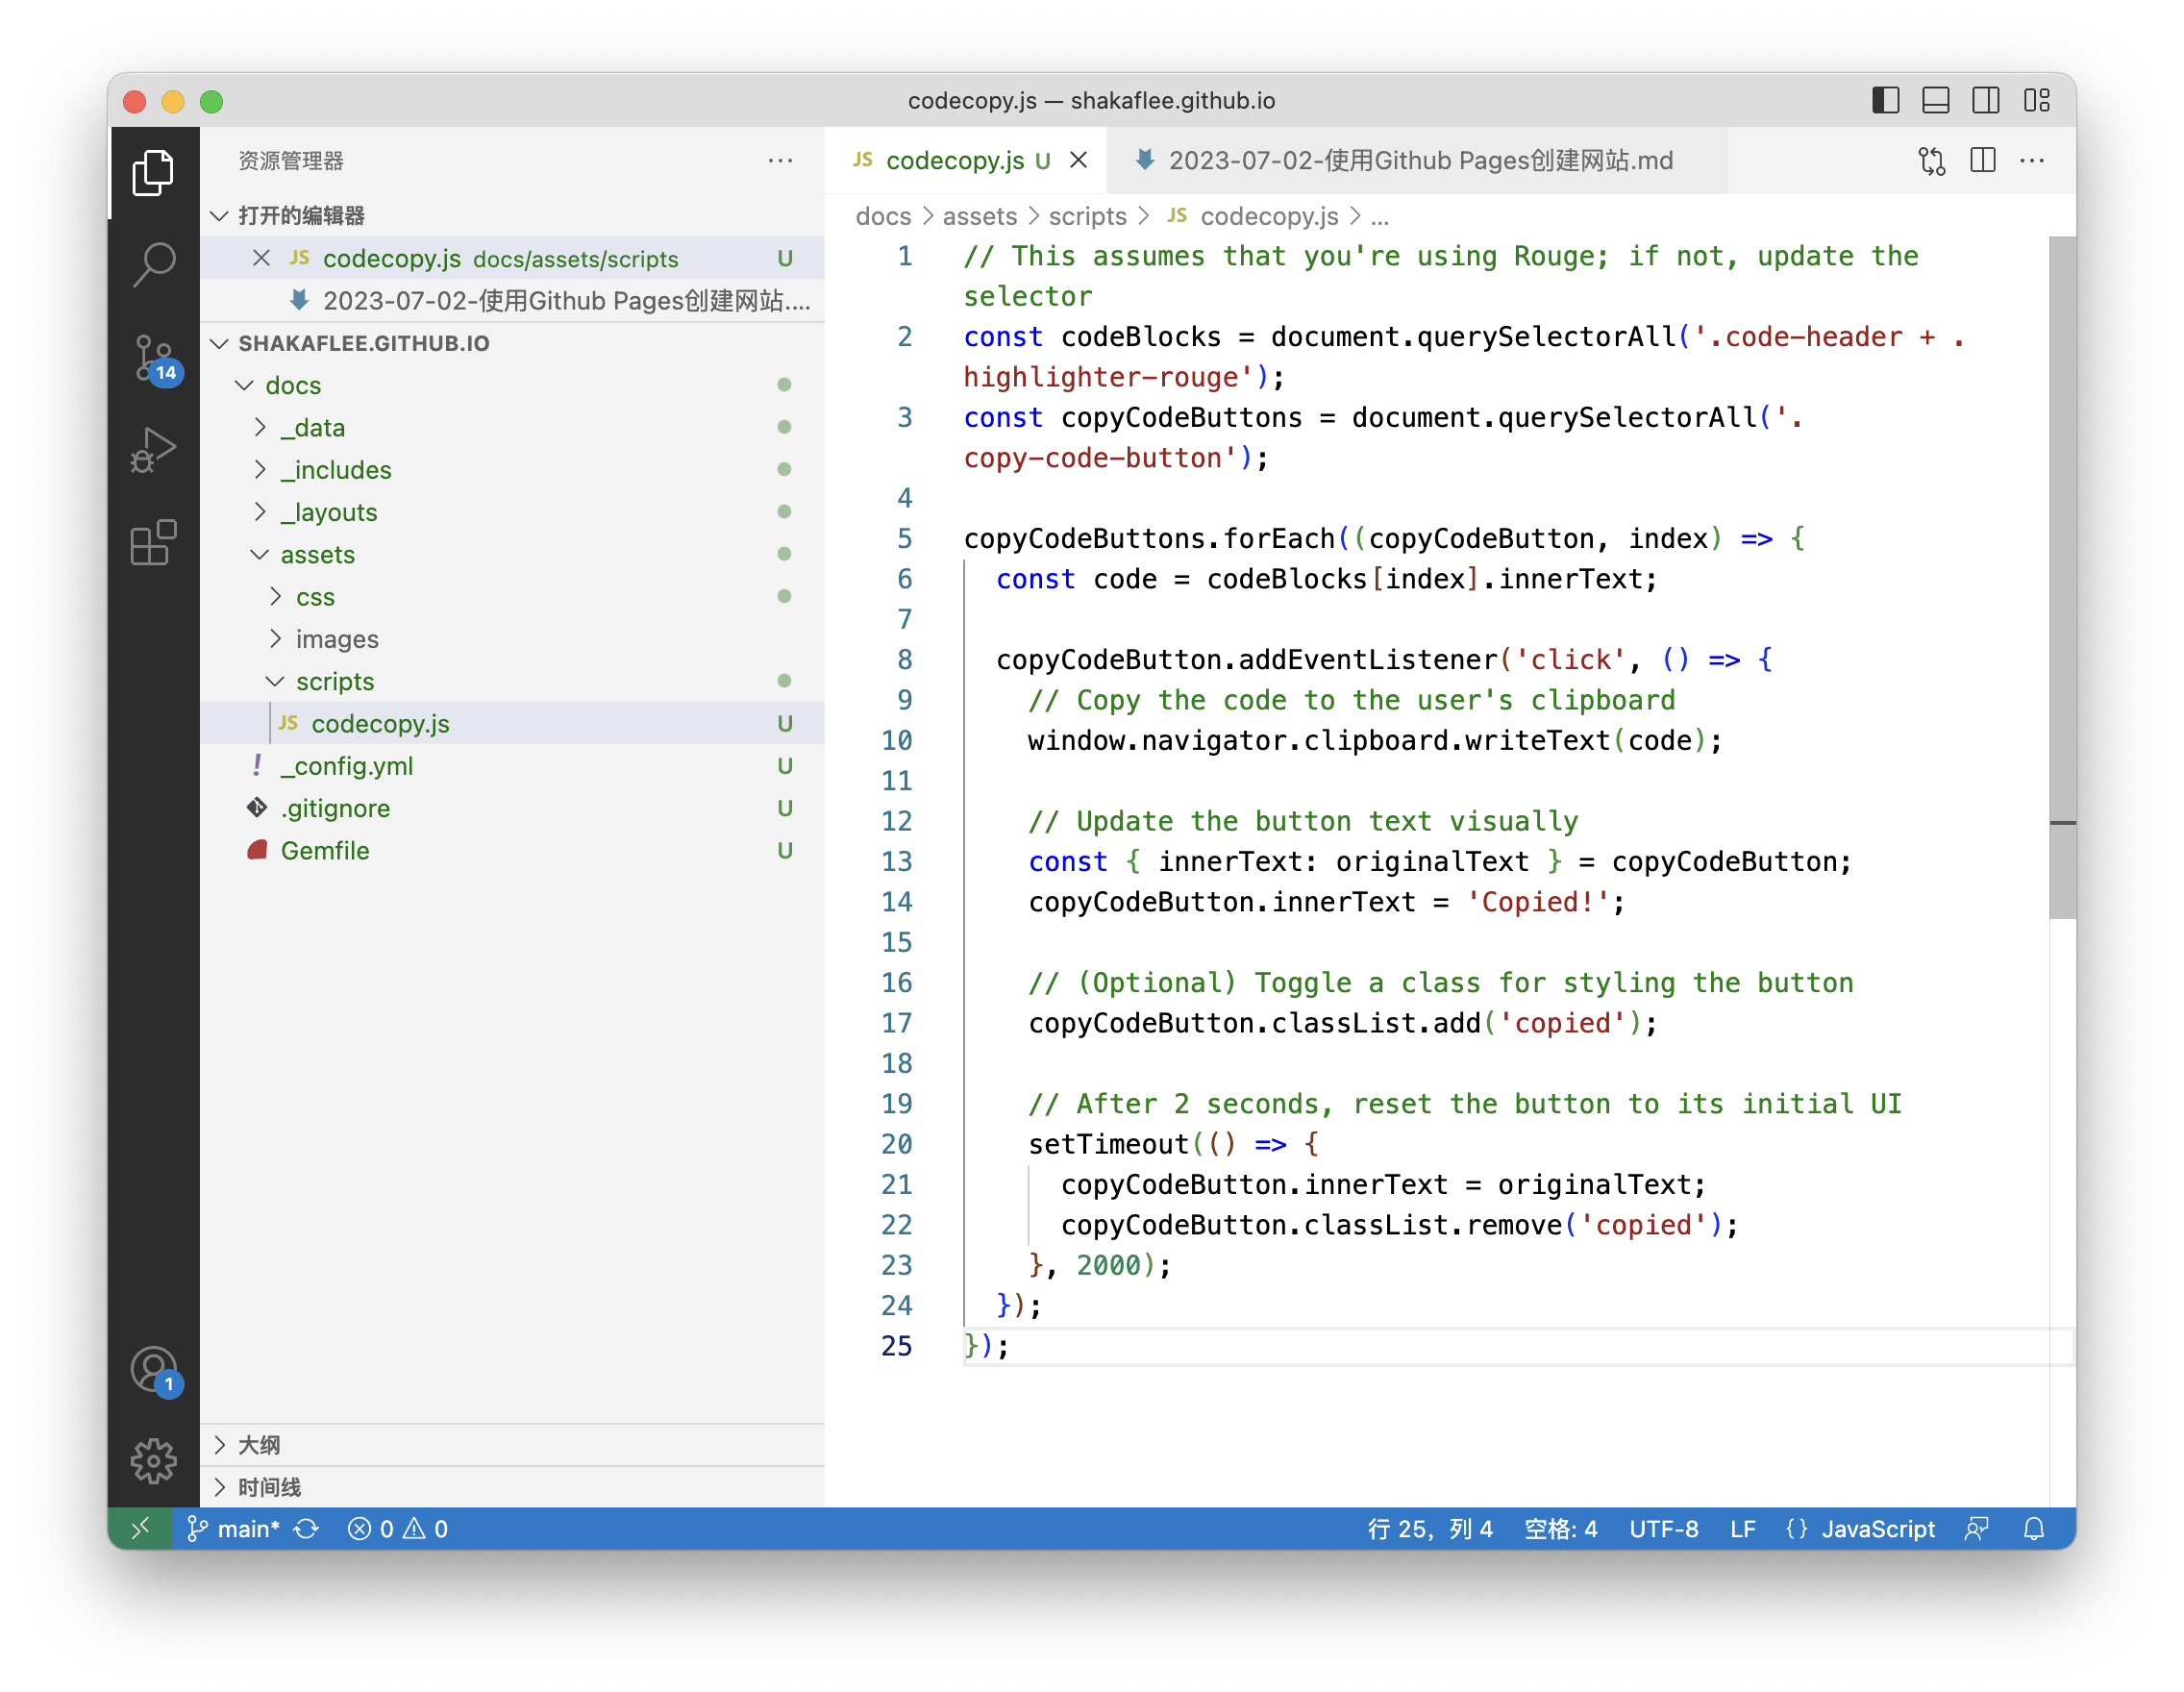 codecopy.js — shakaflee.github.io
资源管理器
打开的编辑器
JS codecopy.js docs/assets/scripts U
2023-07-02-使用Github Pages创建网站....
SHAKAFLEE.GITHUB.IO
docs
_data
_includes
_layouts
assets
css
images
scripts
JS codecopy.js U
! _config.yml U
.gitignore U
Gemfile U
大纲
时间线
14
1
JS codecopy.js U
2023-07-02-使用Github Pages创建网站.md
docs > assets > scripts > JS codecopy.js > ...
1 // This assumes that you're using Rouge; if not, update the
selector
2 const codeBlocks = document.querySelectorAll('.code-header + .
highlighter-rouge');
3 const copyCodeButtons = document.querySelectorAll('.
copy-code-button');
4
5 copyCodeButtons.forEach((copyCodeButton, index) => {
6 const code = codeBlocks[index].innerText;
7
8 copyCodeButton.addEventListener('click', () => {
9 // Copy the code to the user's clipboard
10 window.navigator.clipboard.writeText(code);
11
12 // Update the button text visually
13 const { innerText: originalText } = copyCodeButton;
14 copyCodeButton.innerText = 'Copied!';
15
16 // (Optional) Toggle a class for styling the button
17 copyCodeButton.classList.add('copied');
18
19 // After 2 seconds, reset the button to its initial UI
20 setTimeout(() => {
21 copyCodeButton.innerText = originalText;
22 copyCodeButton.classList.remove('copied');
23 }, 2000);
24 });
25 });
main* 0 0 行 25，列 4 空格: 4 UTF-8 LF {} JavaScript